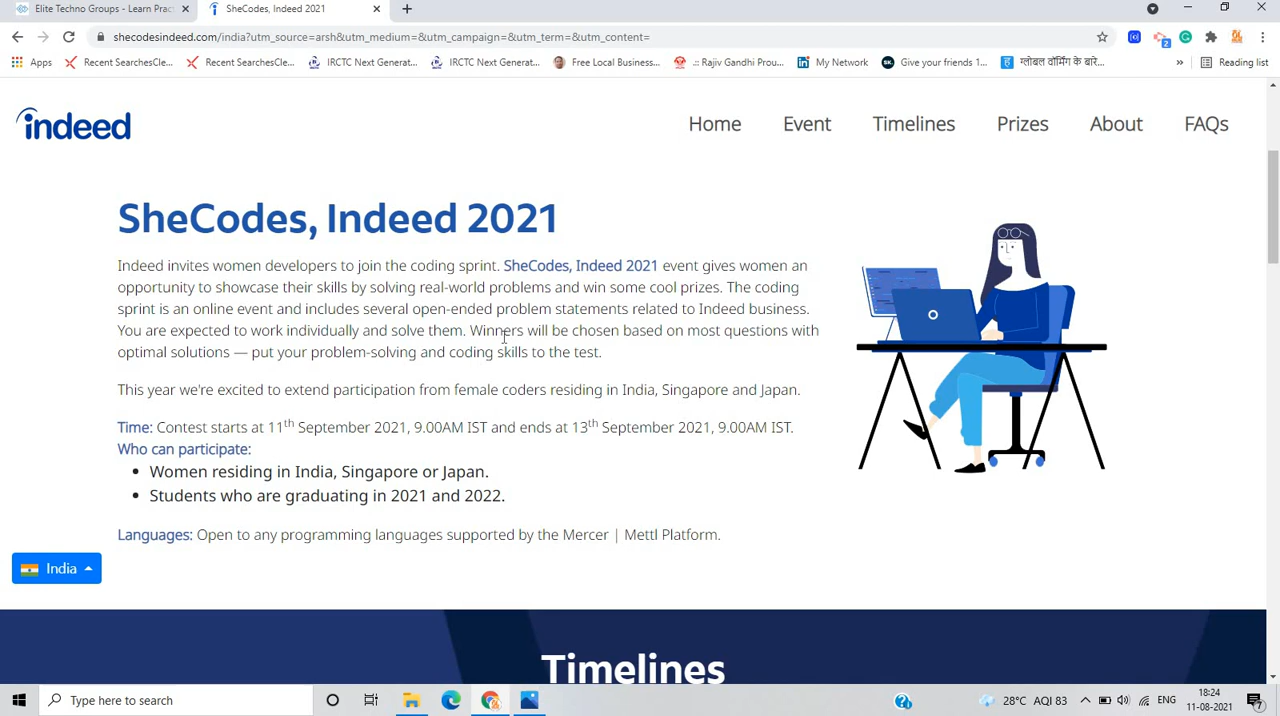 Elite Techno Groups - Learn Prac
SheCodes, Indeed 2021
shecodesindeed.com/india?utm_source=arsh&utm_medium=&utm_campaign=&utm_term=&utm_content=
2
Apps
Recent SearchesCle...
Recent SearchesCle...
IRCTC Next Generat...
IRCTC Next Generat...
Free Local Business...
.:: Rajiv Gandhi Prou...
My Network
SK
Give your friends 1...
हि
ग्लोबल वॉर्मिंग के बारे...
»
Reading list
indeed
Home
Event
Timelines
Prizes
About
FAQs
SheCodes, Indeed 2021
Indeed invites women developers to join the coding sprint. SheCodes, Indeed 2021 event gives women an
opportunity to showcase their skills by solving real-world problems and win some cool prizes. The coding
sprint is an online event and includes several open-ended problem statements related to Indeed business.
You are expected to work individually and solve them. Winners will be chosen based on most questions with
optimal solutions — put your problem-solving and coding skills to the test.
This year we're excited to extend participation from female coders residing in India, Singapore and Japan.
Time: Contest starts at 11th September 2021, 9.00AM IST and ends at 13th September 2021, 9.00AM IST.
Who can participate:
• Women residing in India, Singapore or Japan.
• Students who are graduating in 2021 and 2022.
Languages: Open to any programming languages supported by the Mercer | Mettl Platform.
India
Timelines
Type here to search
28°C AQI 83
ENG
18:24
11-08-2021
7